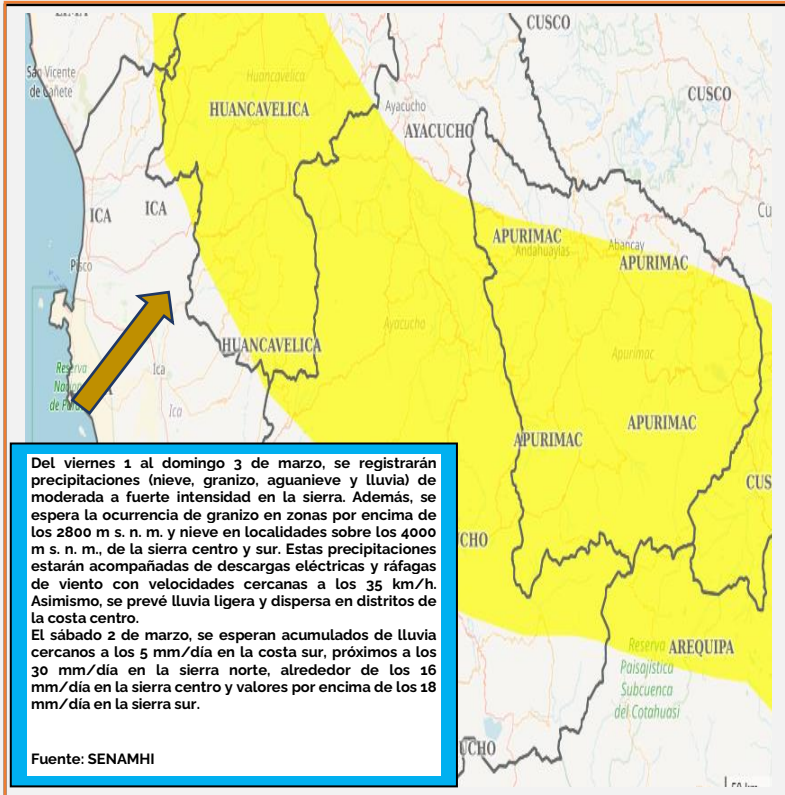 CUSCO
San Vicente
de Cañete
Huancavelica
HUANCAVELICA
Ayacucho
AYACUCHO
CUSCO
ICA
ICA
Cu
APURIMAC
Andahuaylas
Abancay
APURIMAC
Pisco
Ayacucho
HUANCAVELICA
Apurimac
Reserva
Ica
Ica
APURIMAC
APURIMAC
CUS
Del viernes 1 al domingo 3 de marzo, se registrarán
precipitaciones (nieve, granizo, aguanieve y lluvia) de
moderada a fuerte intensidad en la sierra. Además, se
espera la ocurrencia de granizo en zonas por encima de
los 2800 m s. n. m. y nieve en localidades sobre los 4000
m s. n. m., de la sierra centro y sur. Estas precipitaciones
estarán acompañadas de descargas eléctricas y ráfagas
de viento con velocidades cercanas a los 35 km/h.
Asimismo, se prevé lluvia ligera y dispersa en distritos de
la costa centro.
El sábado 2 de marzo, se esperan acumulados de lluvia
cercanos a los 5 mm/día en la costa sur, próximos a los
30 mm/día en la sierra norte, alrededor de los 16
mm/día en la sierra centro y valores por encima de los 18
mm/día en la sierra sur.
Fuente: SENAMHI
CHO
Reserva
Paisajística
Subcuenca
del Cotahuasi
AREQUIPA
UCHO